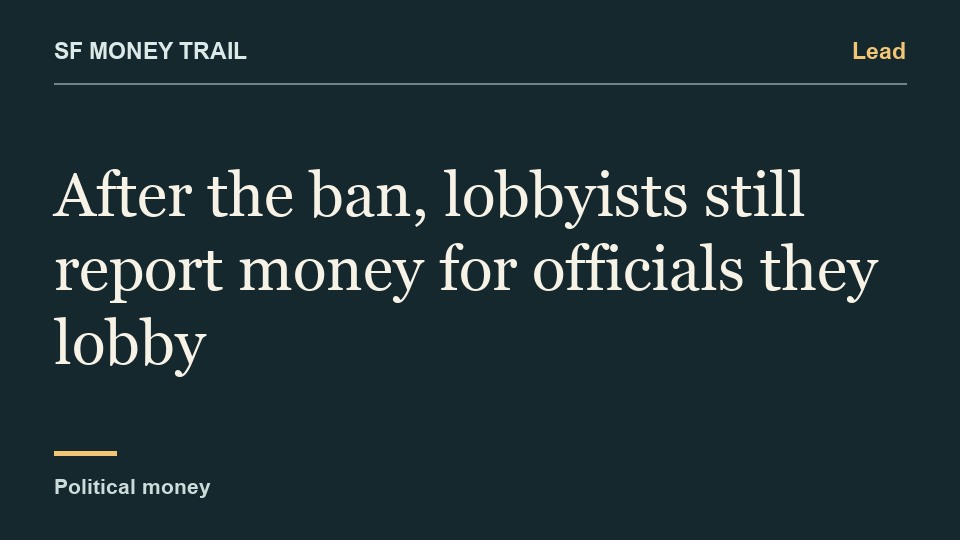 SF MONEY TRAIL
Lead
After the ban, lobbyists still
report money for officials they
lobby
Political money